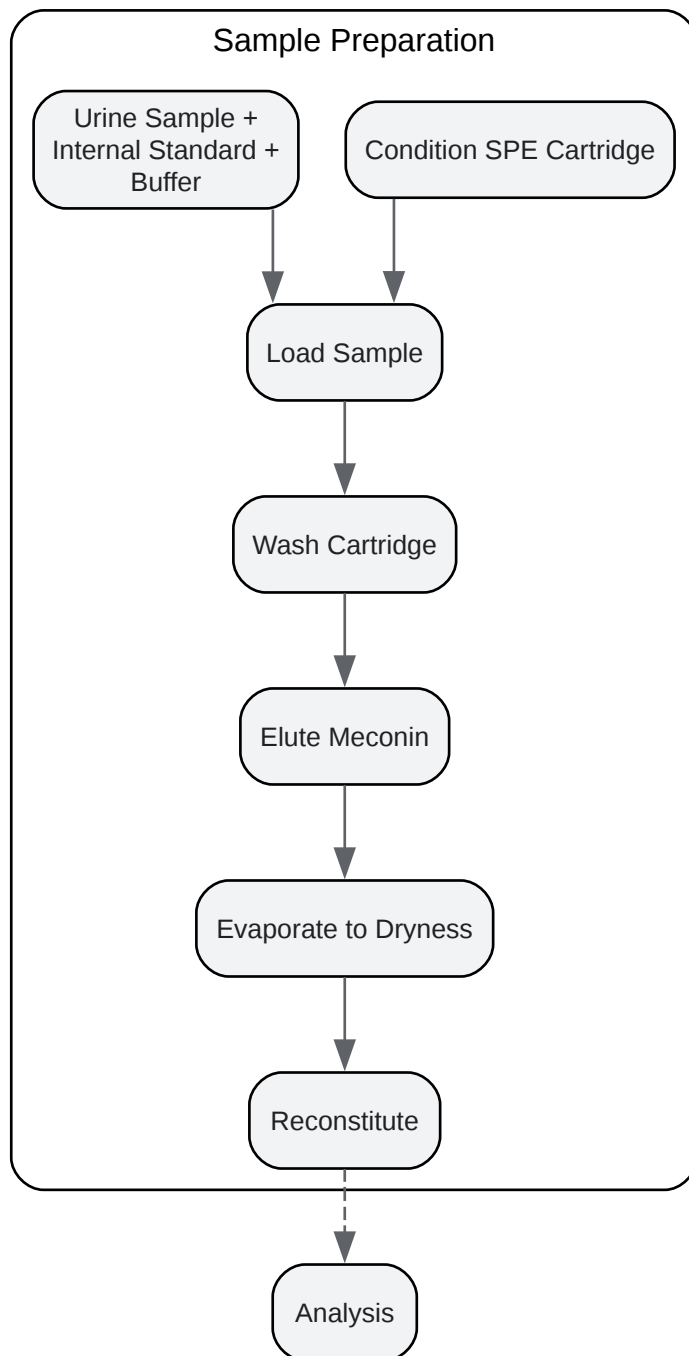 Sample Preparation
Urine Sample +
Internal Standard +
Buffer
Condition SPE Cartridge
Load Sample
Wash Cartridge
Elute Meconin
Evaporate to Dryness
Reconstitute
Analysis